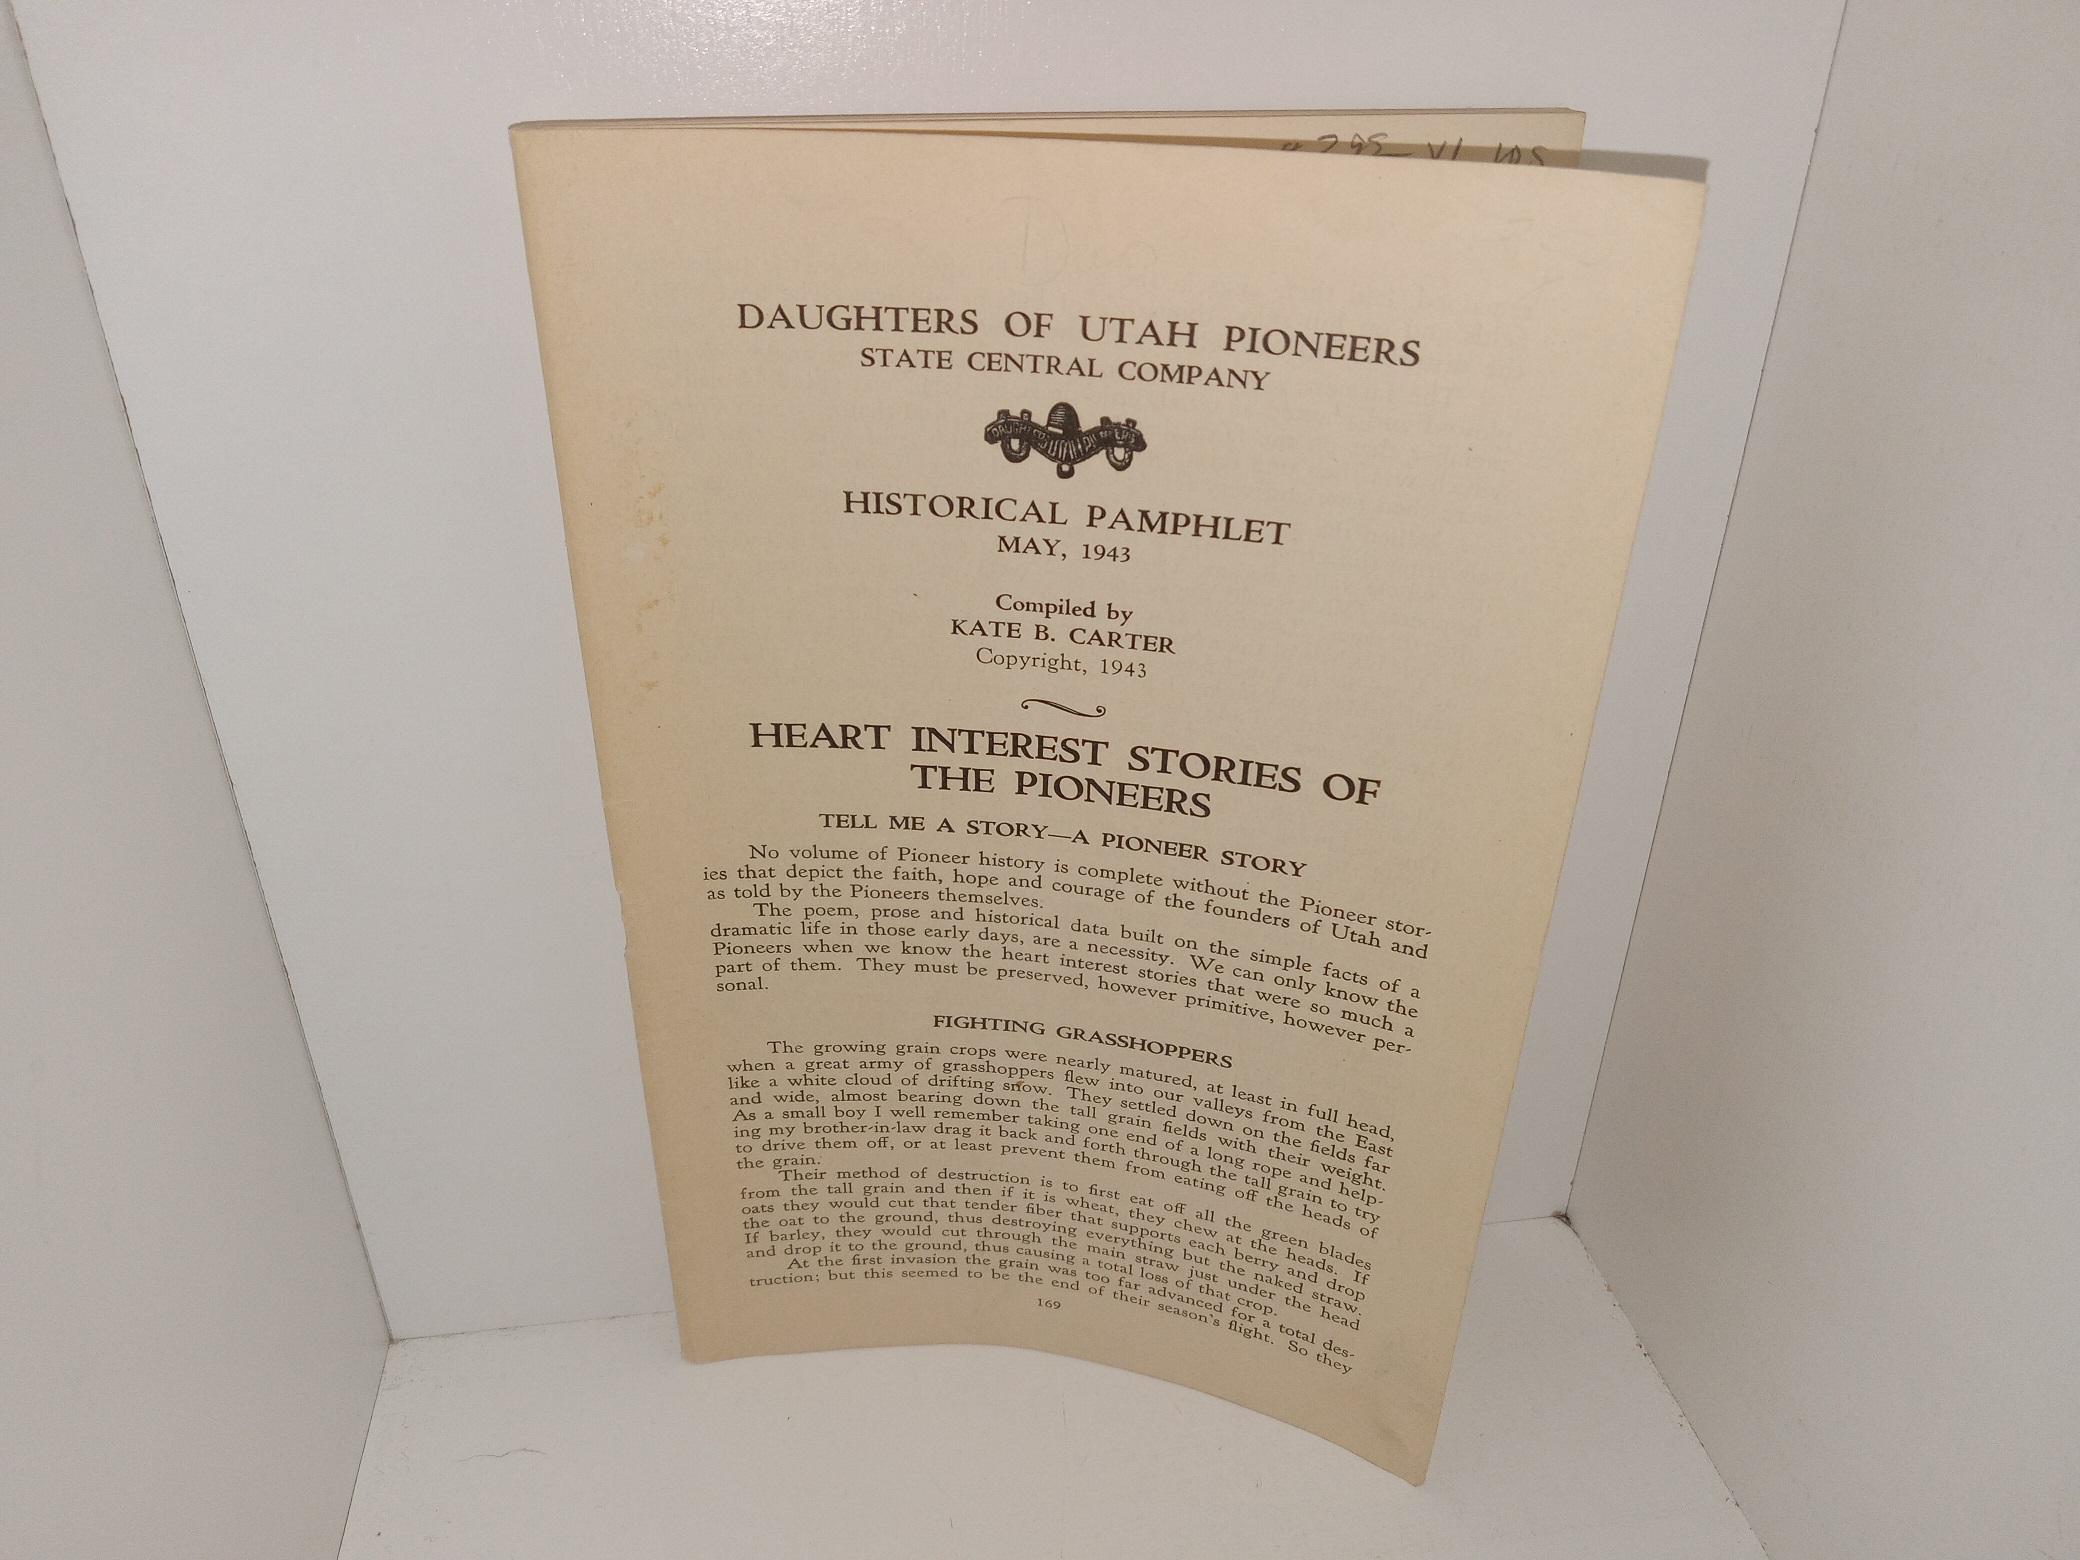 DAUGHTERS OF UTAH PIONEERS
STATE CENTRAL COMPANY
HISTORICAL PAMPHLET
MAY, 1943
Compiled by
KATE B. CARTER
Copyright, 1943
HEART INTEREST STORIES OF
THE PIONEERS
TELL ME A STORY—A PIONEER STORY
No volume of Pioneer history is complete without the Pioneer stor-
ies that depict the faith, hope and courage of the founders of Utah and
as told by the Pioneers themselves.
The poem, prose and historical data built on the simple facts of a
dramatic life in those early days, are a necessity. We can only know the
Pioneers when we know the heart interest stories that were so much a
part of them. They must be preserved, however primitive, however per-
sonal.
FIGHTING GRASSHOPPERS
The growing grain crops were nearly matured, at least in full head,
when a great army of grasshoppers flew into our valleys from the East
like a white cloud of drifting snow. They settled down on the fields far
and wide, almost bearing down the tall grain fields with their weight.
As a small boy I well remember taking one end of a long rope and help-
ing my brother-in-law drag it back and forth through the tall grain to try
to drive them off, or at least prevent them from eating off the heads of
the grain.
Their method of destruction is to first eat off all the green blades
from the tall grain and then if it is wheat, they chew at the heads. If
oats they would cut that tender fiber that supports each berry and drop
the oat to the ground, thus destroying everything but the naked straw.
If barley, they would cut through the main straw just under the head
and drop it to the ground, thus causing a total loss of that crop.
At the first invasion the grain was too far advanced for a total des-
truction; but this seemed to be the end of their season's flight. So they
169